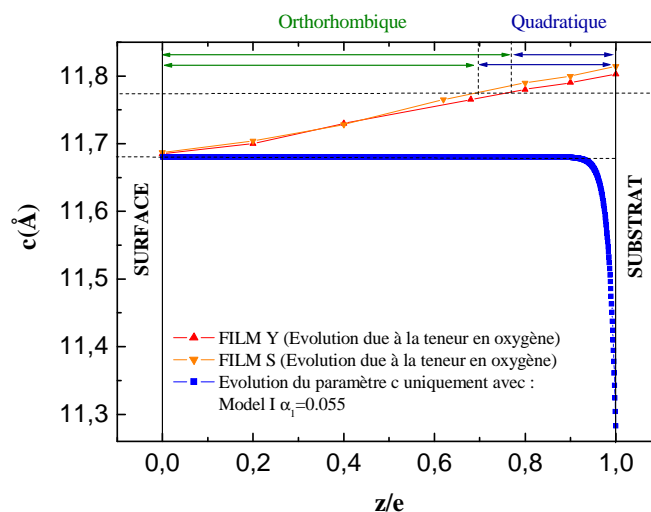 Orthorhombique
Quadratique
11,8
11,7
11,6
11,5
11,4
11,3
c(Å)
SURFACE
SUBSTRAT
FILM Y (Evolution due à la teneur en oxygène)
FILM S (Evolution due à la teneur en oxygène)
Evolution du paramètre c uniquement avec :
Model I α₁=0.055
0,0 0,2 0,4 0,6 0,8 1,0
z/e